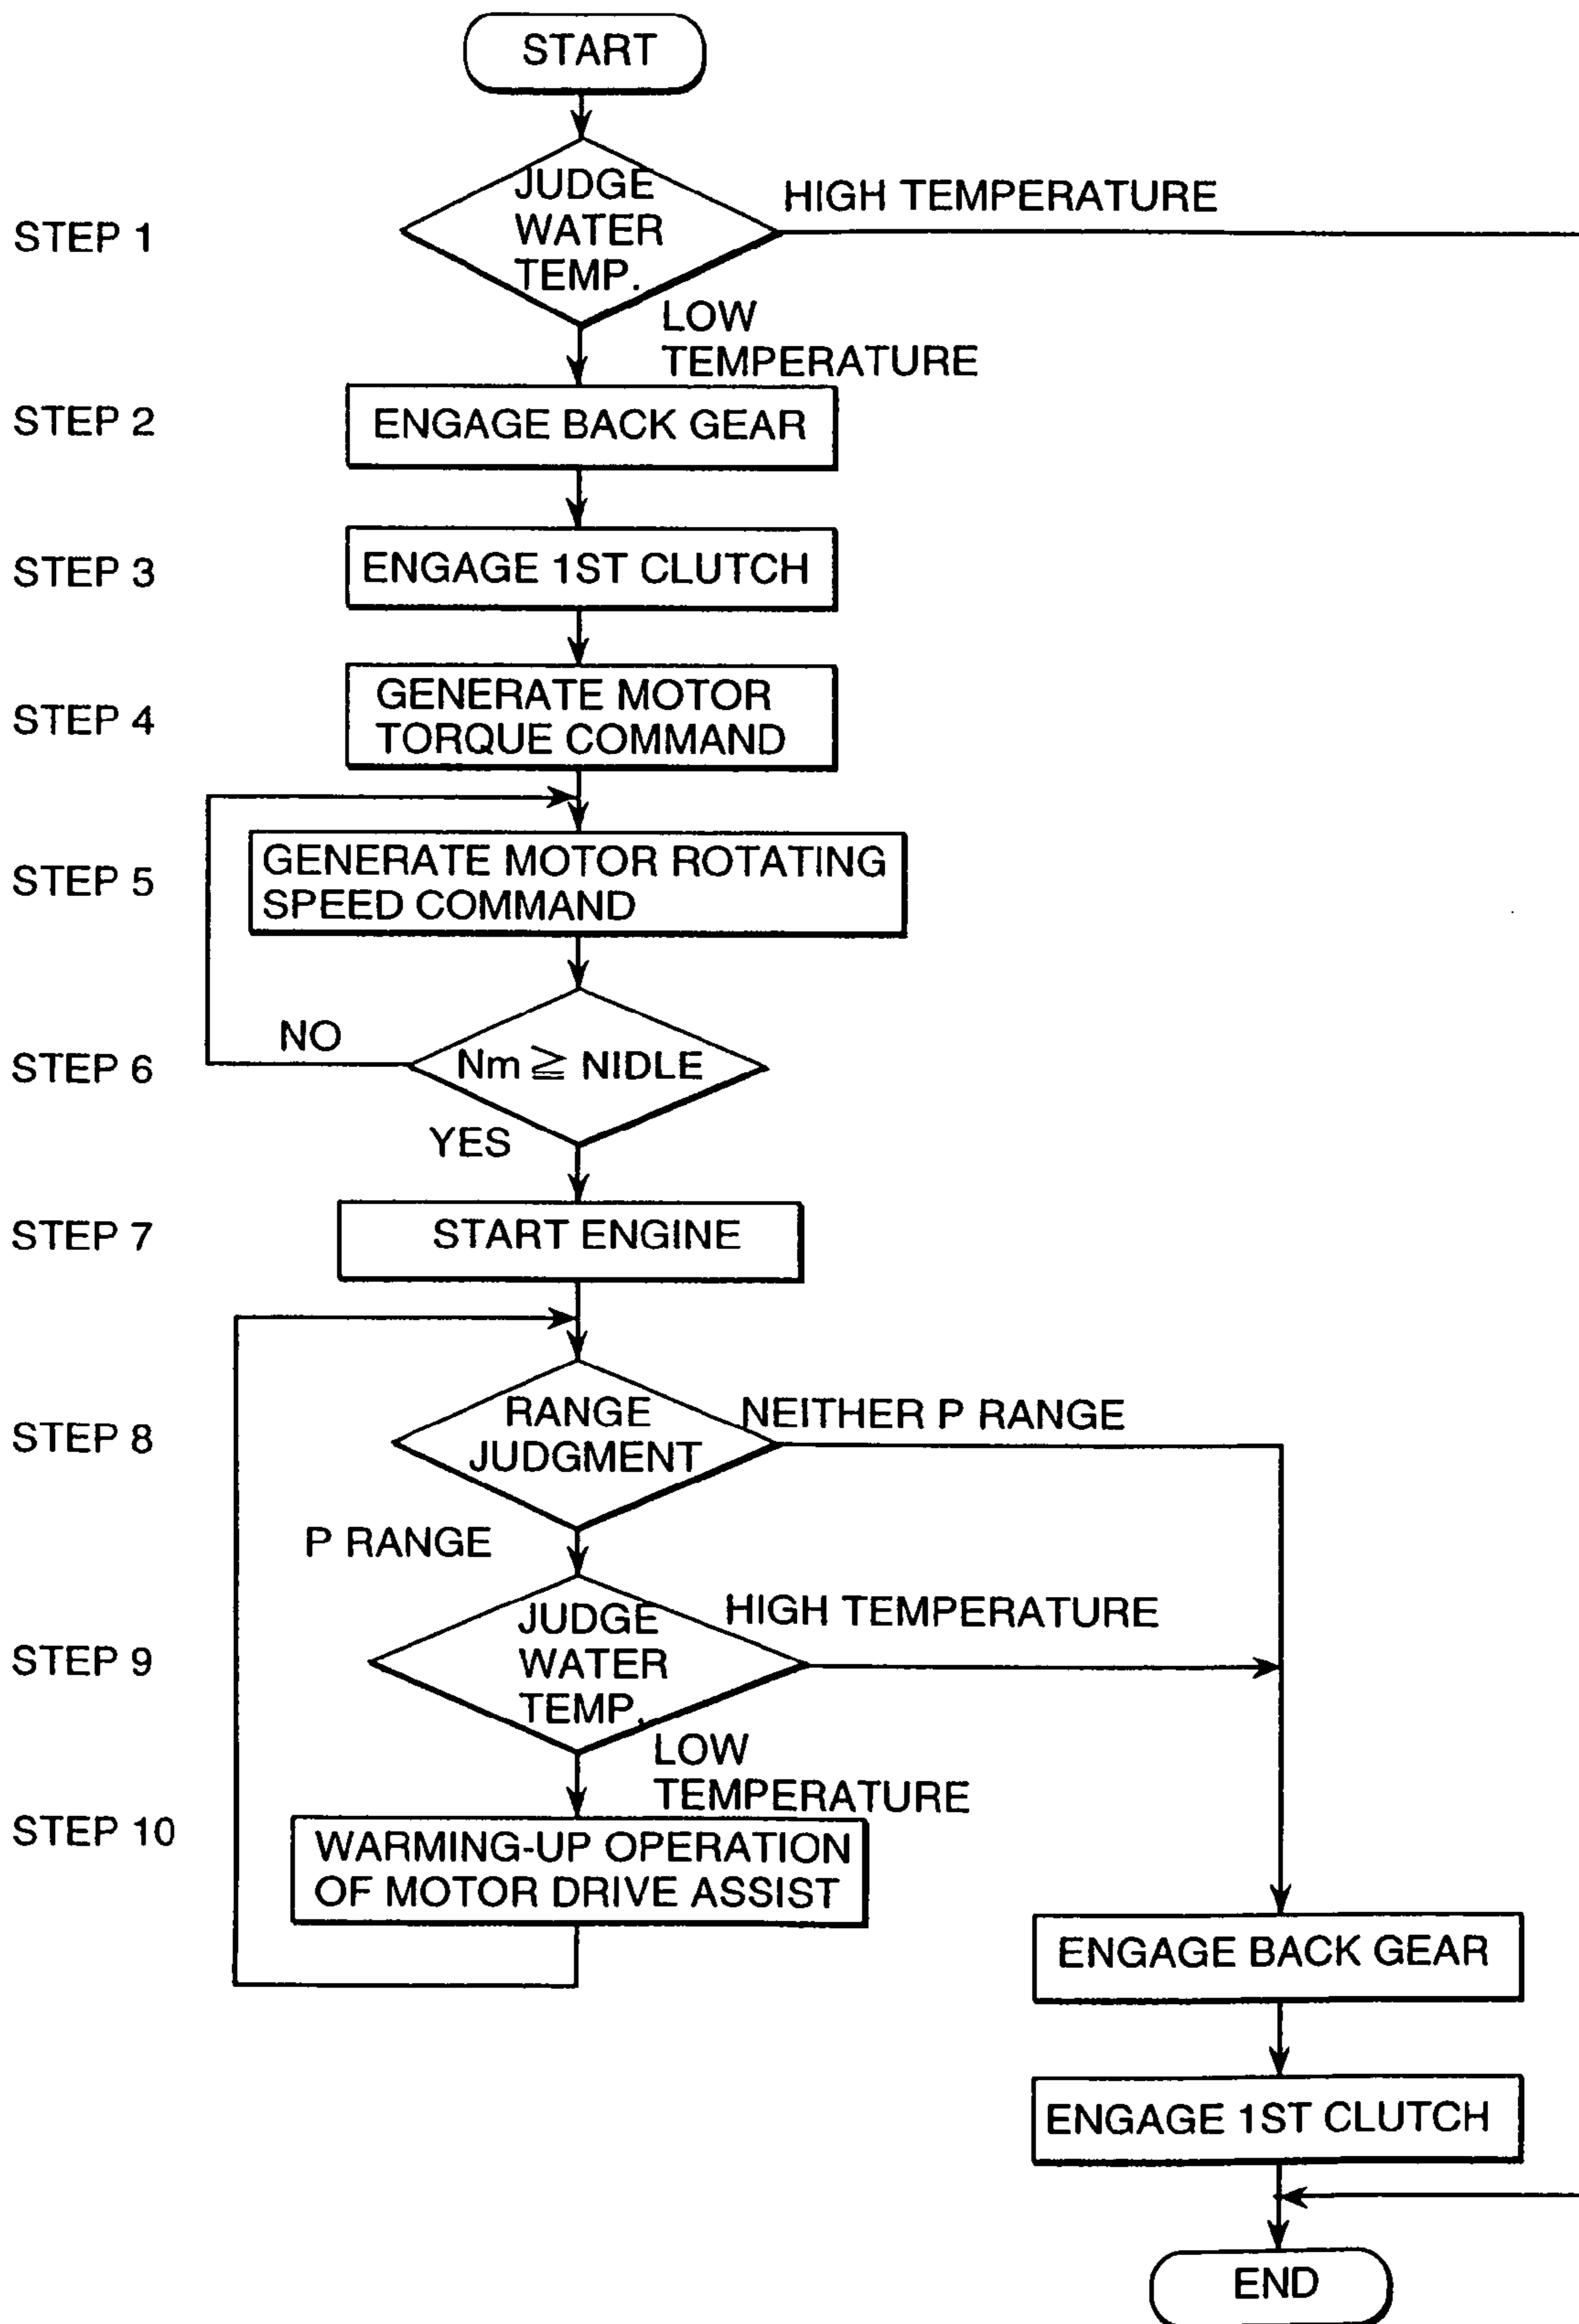 START
JUDGE
WATER
TEMP.
HIGH TEMPERATURE
STEP 1
LOW
TEMPERATURE
STEP 2
ENGAGE BACK GEAR
STEP 3
ENGAGE 1ST CLUTCH
STEP 4
GENERATE MOTOR
TORQUE COMMAND
STEP 5
GENERATE MOTOR ROTATING
SPEED COMMAND
STEP 6
NO
Nm ≧ NIDLE
YES
STEP 7
START ENGINE
STEP 8
RANGE
JUDGMENT
NEITHER P RANGE
P RANGE
STEP 9
JUDGE
WATER
TEMP.
HIGH TEMPERATURE
LOW
TEMPERATURE
STEP 10
WARMING-UP OPERATION
OF MOTOR DRIVE ASSIST
ENGAGE BACK GEAR
ENGAGE 1ST CLUTCH
END